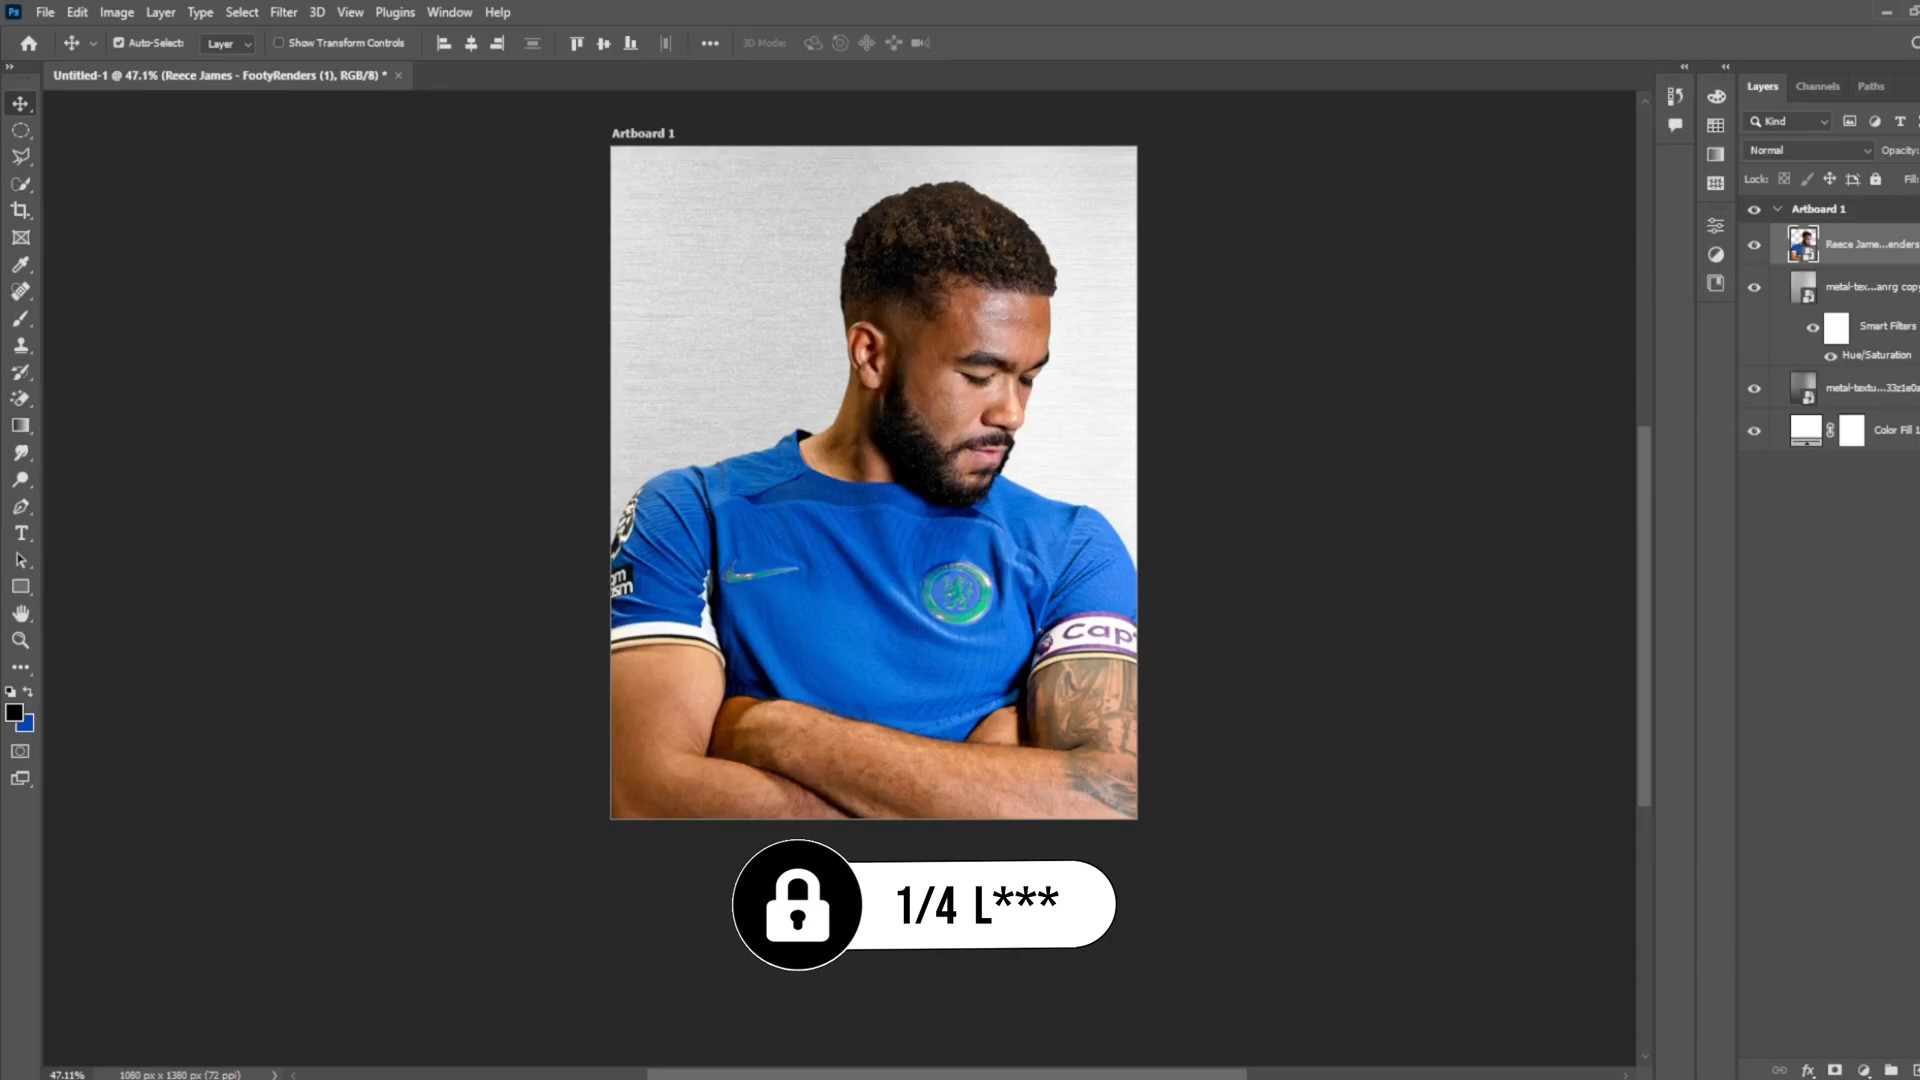 File Edit Image Layer Type Select Filter 3D View Plugins Window Help
Auto-Select: Layer Show Transform Controls 3D Mode:
Untitled-1 @ 47.1% (Reece James - FootyRenders (1), RGB/8) * ×
Layers Channels Paths
Kind
Normal Opacity:
Lock: Fill:
Artboard 1
Artboard 1
Reece Jame...enders
metal-tex...anrg copy
Smart Filters
Hue/Saturation
metal-textu...33z1e0a
Color Fill 1
Cap
1/4 L***
47.11% 1080 px x 1380 px (72 ppi)